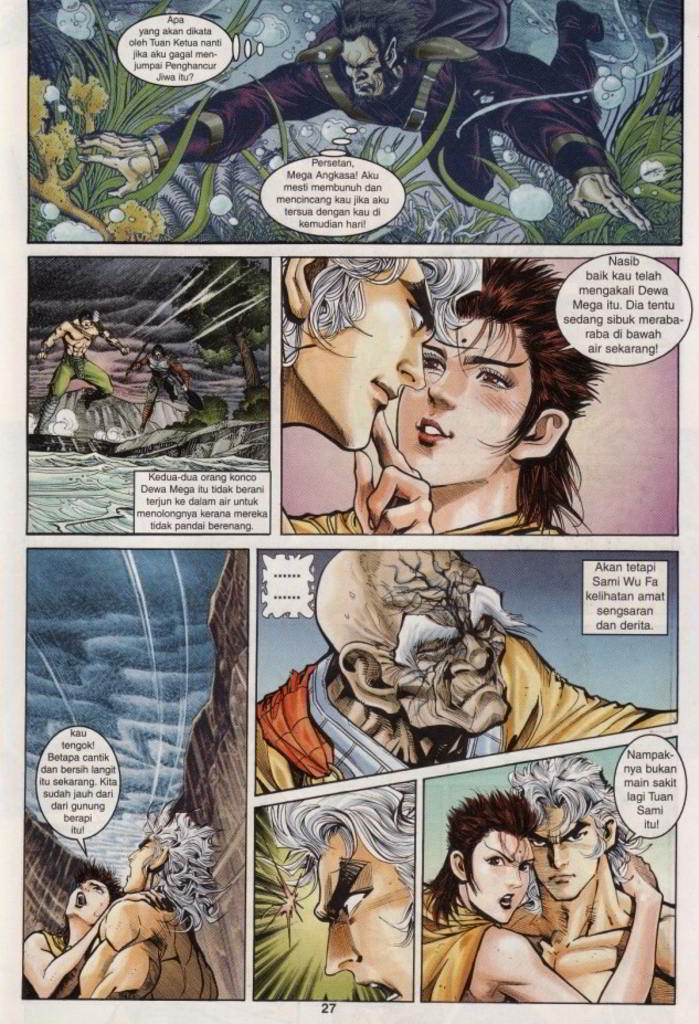 Apa
yang akan dikata
oleh Tuan Ketua nanti
jika aku gagal men-
jumpai Penghancur
Jiwa itu?
Persetan,
Mega Angkasa! Aku
mesti membunuh dan
mencincang kau jika aku
tersua dengan kau di
kemudian hari!
Kedua-dua orang konco
Dewa Mega itu tidak berani
terjun ke dalam air untuk
menolongnya kerana mereka
tidak pandai berenang.
Nasib
baik kau telah
mengakali Dewa
Mega itu. Dia tentu
sedang sibuk meraba-
raba di bawah
air sekarang!
kau
tengok!
Betapa cantik
dan bersih langit
itu sekarang. Kita
sudah jauh dari
dari gunung
berapi
itu!
......
......
Akan tetapi
Sami Wu Fa
kelihatan amat
sengsaran
dan derita.
Nampak-
nya bukan
main sakit
lagi Tuan
Sami
itu!
27